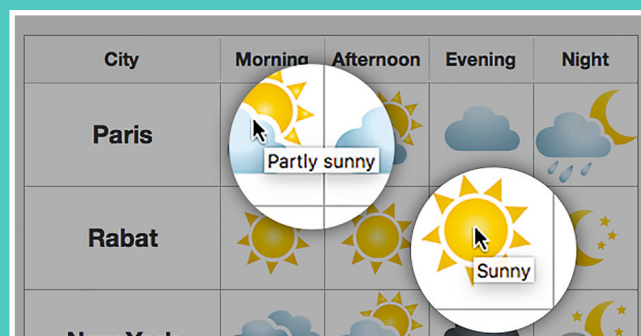 City Morning Afternoon Evening Night
Paris
Partly sunny
Rabat
Sunny